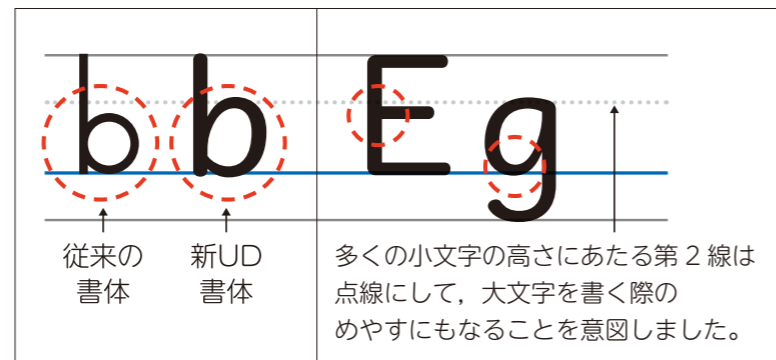 b b E g
従来の
書体
新UD
書体
多くの小文字の高さにあたる第2線は
点線にして，大文字を書く際の
めやすにもなることを意図しました。